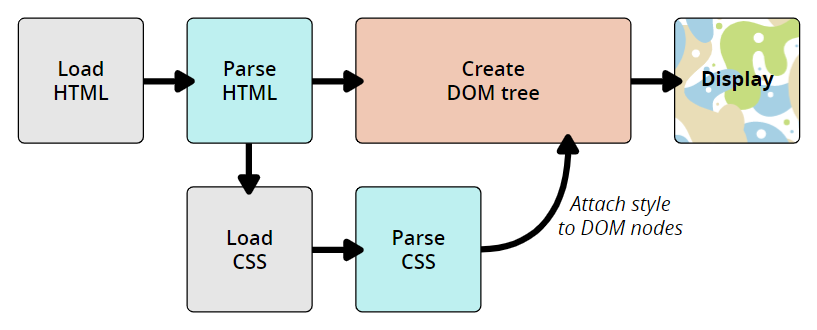 Load
HTML
Parse
HTML
Create
DOM tree
Display
Load
CSS
Parse
CSS
Attach style
to DOM nodes